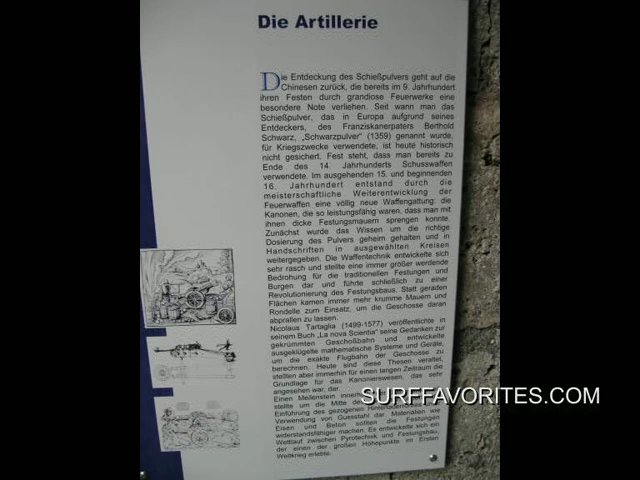 Die Artillerie
Die Entdeckung des Schießpulvers geht auf die
Chinesen zurück, die bereits im 9. Jahrhundert
ihren Festen durch grandiose Feuerwerke eine
besondere Note verliehen. Seit wann man das
Schießpulver, das in Europa aufgrund seines
Entdeckers, des Franziskanerpaters Berthold
Schwarz, „Schwarzpulver" (1359) genannt wurde,
für Kriegszwecke verwendete, ist heute historisch
nicht gesichert. Fest steht, dass man bereits zu
Ende des 14. Jahrhunderts Schusswaffen
verwendete. Im ausgehenden 15. und beginnenden
16. Jahrhundert entstand durch die
meisterschaftliche Weiterentwicklung der
Feuerwaffen eine völlig neue Waffengattung: die
Kanonen, die so leistungsfähig waren, dass man mit
ihnen dicke Festungsmauern sprengen konnte.
Zunächst wurde das Wissen um die richtige
Dosierung des Pulvers geheim gehalten und in
Handschriften in ausgewählten Kreisen
weitergegeben. Die Waffentechnik entwickelte sich
sehr rasch und stellte eine immer größer werdende
Bedrohung für die traditionellen Festungen und
Burgen dar und führte schließlich zu einer
Revolutionierung des Festungsbaus. Statt geraden
Flächen kamen immer mehr krumme Mauern und
Rondelle zum Einsatz, um die Geschosse daran
abprallen zu lassen.
Nicolaus Tartaglia (1499-1577) veröffentlichte in
seinem Buch „La nova Scientia" seine Gedanken zur
gekrümmten Geschoßbahn und entwickelte
ausgeklügelte mathematische Systeme und Geräte,
um die exakte Flugbahn der Geschosse zu
berechnen. Heute sind diese Thesen veraltet,
stellten aber immerhin für einen langen Zeitraum die
Grundlage für das Kanonierswesen, das sehr
angesehen war, dar.
Einen Meilenstein innerhalb
stellte um die Mitte des
Einführung des gezogenen Hinterladers
Verwendung von Gussstahl dar. Materialien wie
Eisen und Beton sollten die Festungen
widerstandsfähiger machen. Es entwickelte sich ein
Wettlauf zwischen Pyrotechnik und Festungsbau,
der einen der großen Höhepunkte im Ersten
Weltkrieg erlebte.
SURFFAVORITES.COM